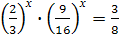 (2/3)^x · (9/16)^x = 3/8